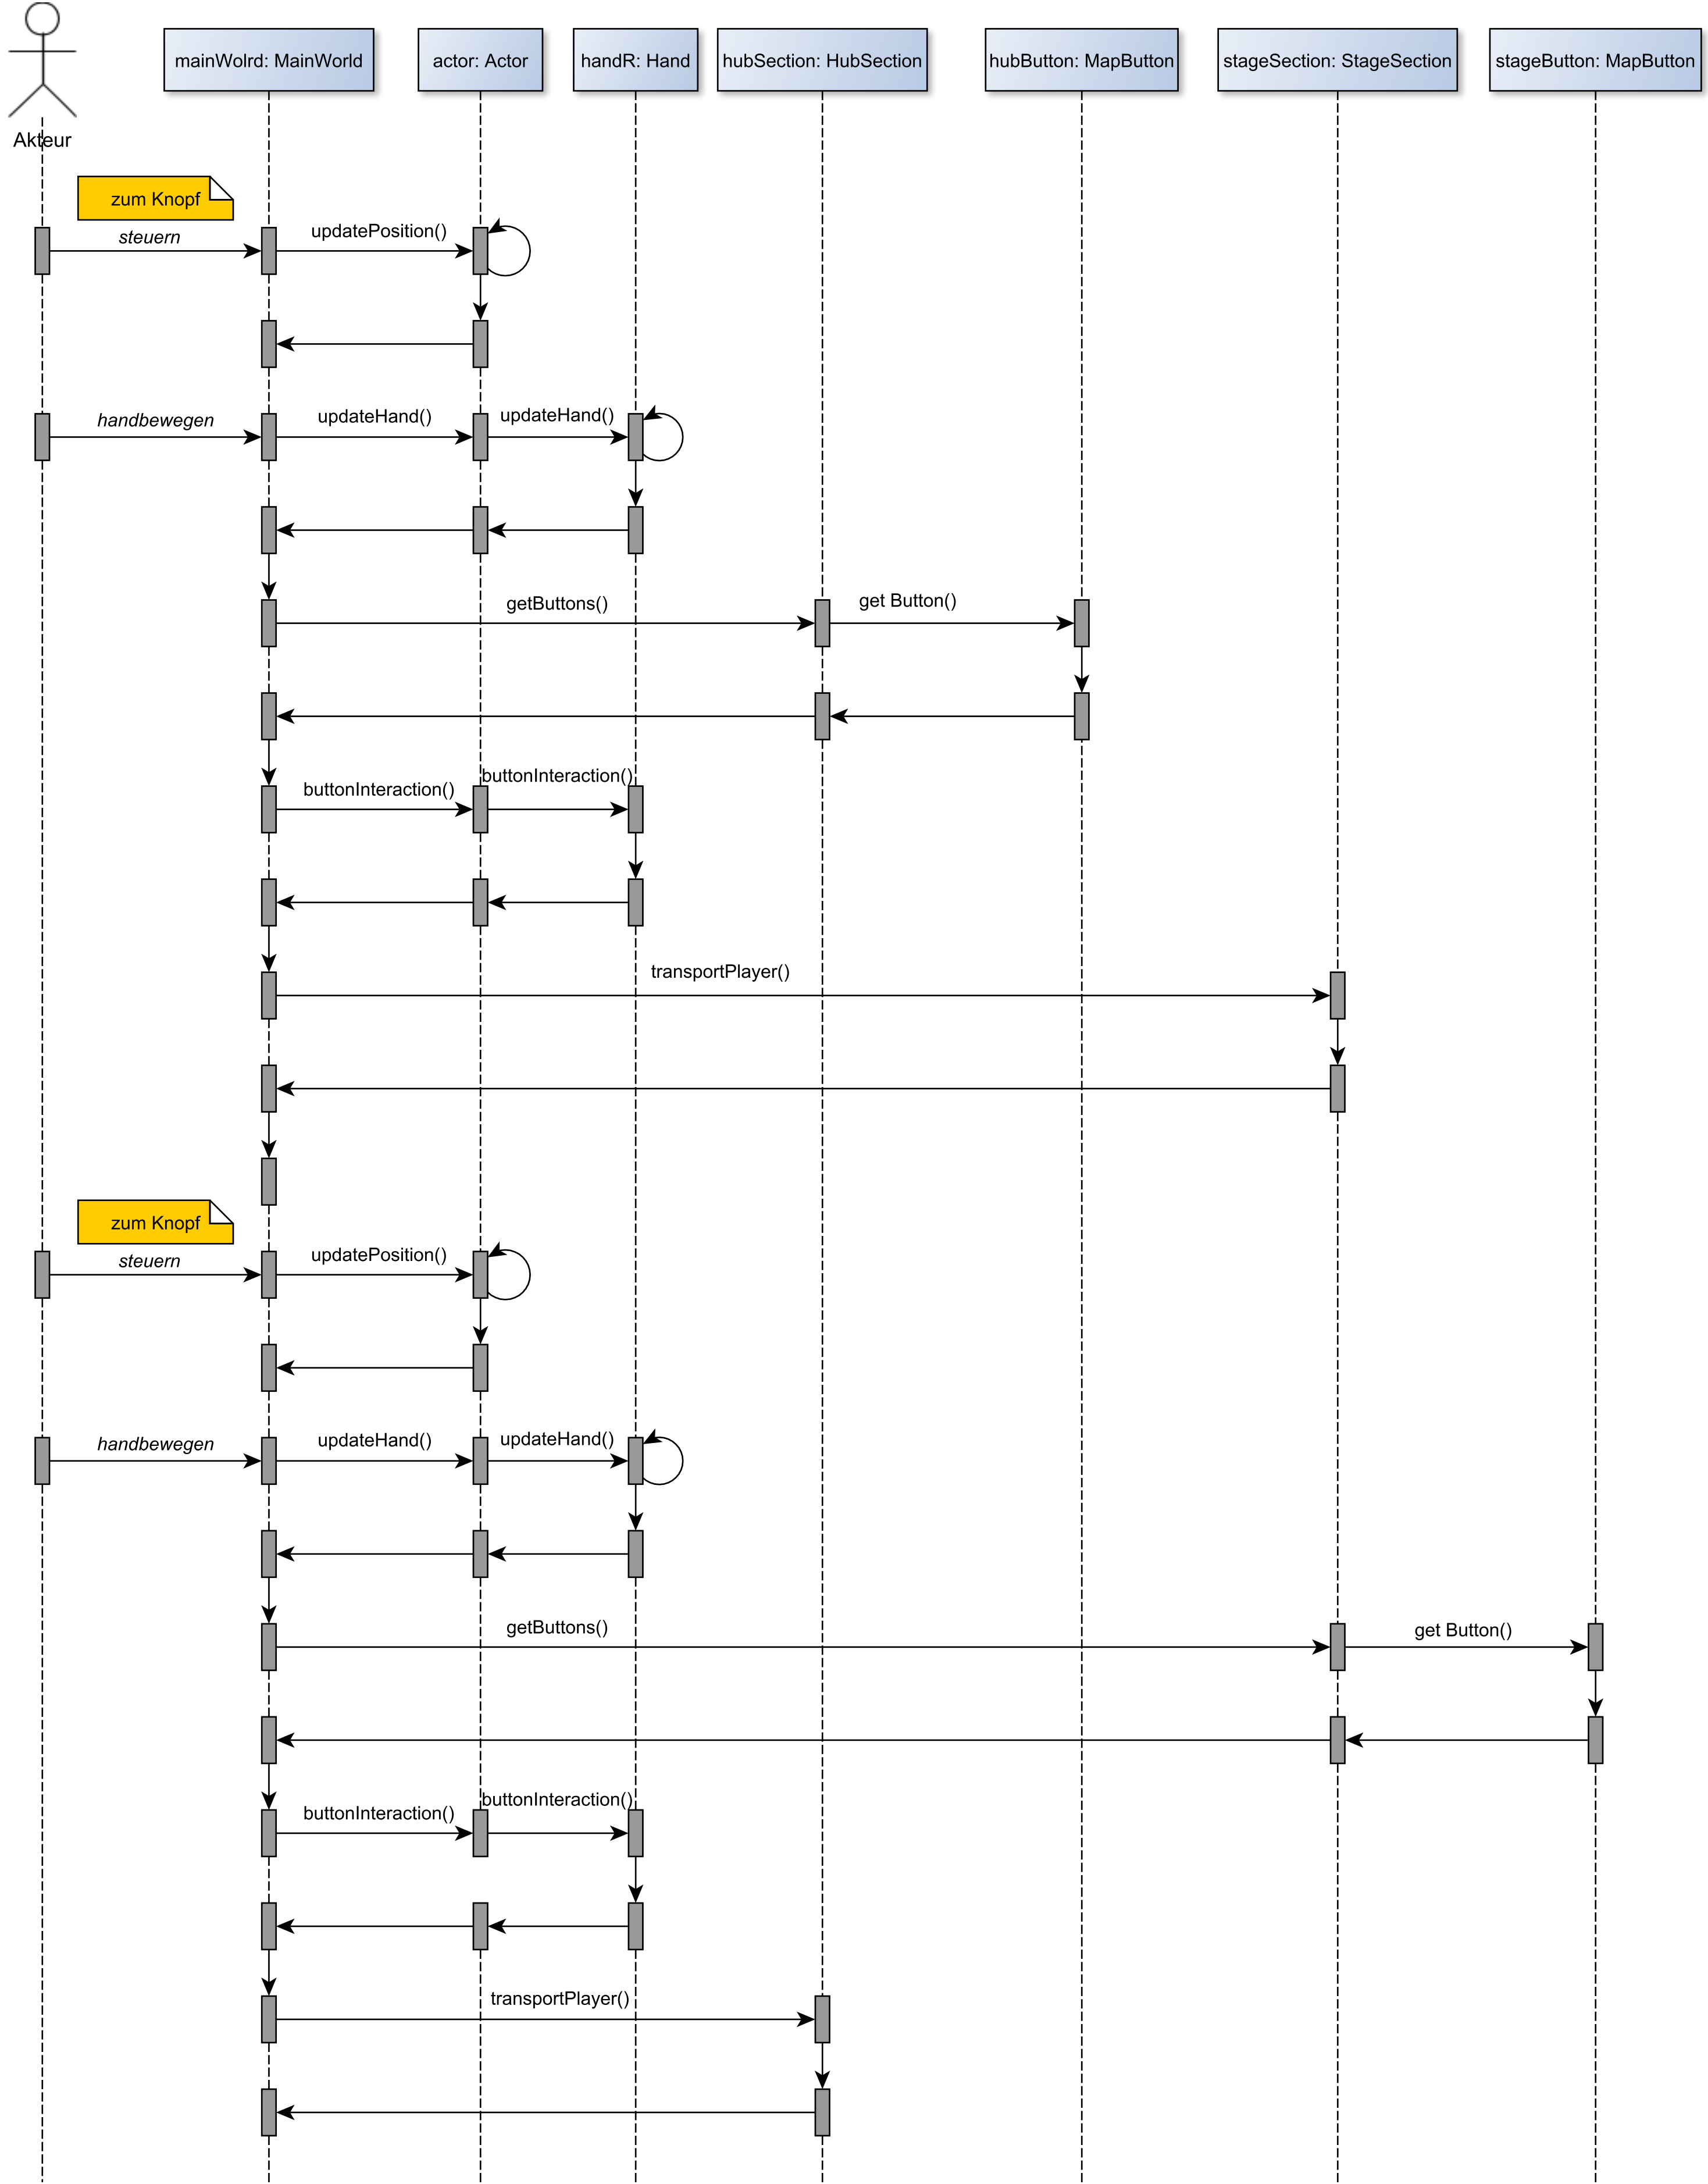 mainWolrd: MainWorld
actor: Actor
handR: Hand
hubSection: HubSection
hubButton: MapButton
stageSection: StageSection
stageButton: MapButton
Akteur
zum Knopf
steuern
updatePosition()
handbewegen
updateHand()
updateHand()
getButtons()
get Button()
buttonInteraction()
buttonInteraction()
transportPlayer()
zum Knopf
steuern
updatePosition()
handbewegen
updateHand()
updateHand()
getButtons()
get Button()
buttonInteraction()
buttonInteraction()
transportPlayer()